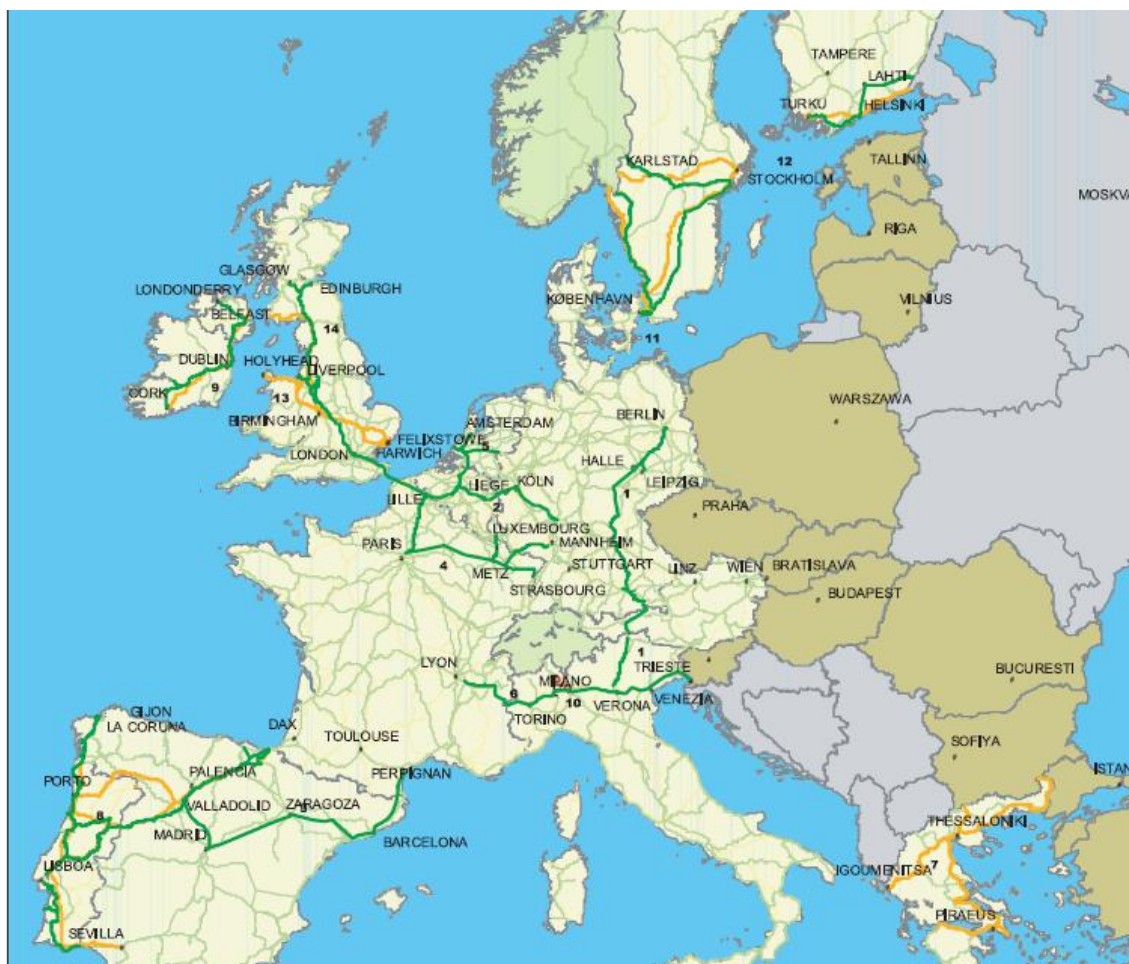 TAMPERE
LAHTI
TURKU
HELSINKI
KARLSTAD
12
STOCKHOLM
TALLINN
MOSKVA
RIGA
VILNIUS
GLASGOW
EDINBURGH
LONDONDERRY
BELFAST
KØBENHAVN
14
11
DUBLIN
HOLYHEAD
LIVERPOOL
CORK
9
13
BIRMINGHAM
FELIXSTOWE
HARWICH
AMSTERDAM
5
BERLIN
WARSZAWA
LONDON
HALLE
LEIPZIG
LILLE
LIEGE
KÖLN
1
2
PRAHA
LUXEMBOURG
MANNHEIM
PARIS
4
METZ
STUTTGART
STRASBOURG
LINZ
WIEN
BRATISLAVA
BUDAPEST
LYON
1
MILANO
TRIESTE
BUCURESTI
6
10
VENEZIA
TORINO
VERONA
GIJON
LA CORUNA
DAX
TOULOUSE
SOFIYA
PORTO
PALENCIA
PERPIGNAN
ISTAN
VALLADOLID
ZARAGOZA
3
8
MADRID
BARCELONA
THESSALONIKI
LISBOA
IGOUMENITSA
7
PIRAEUS
SEVILLA